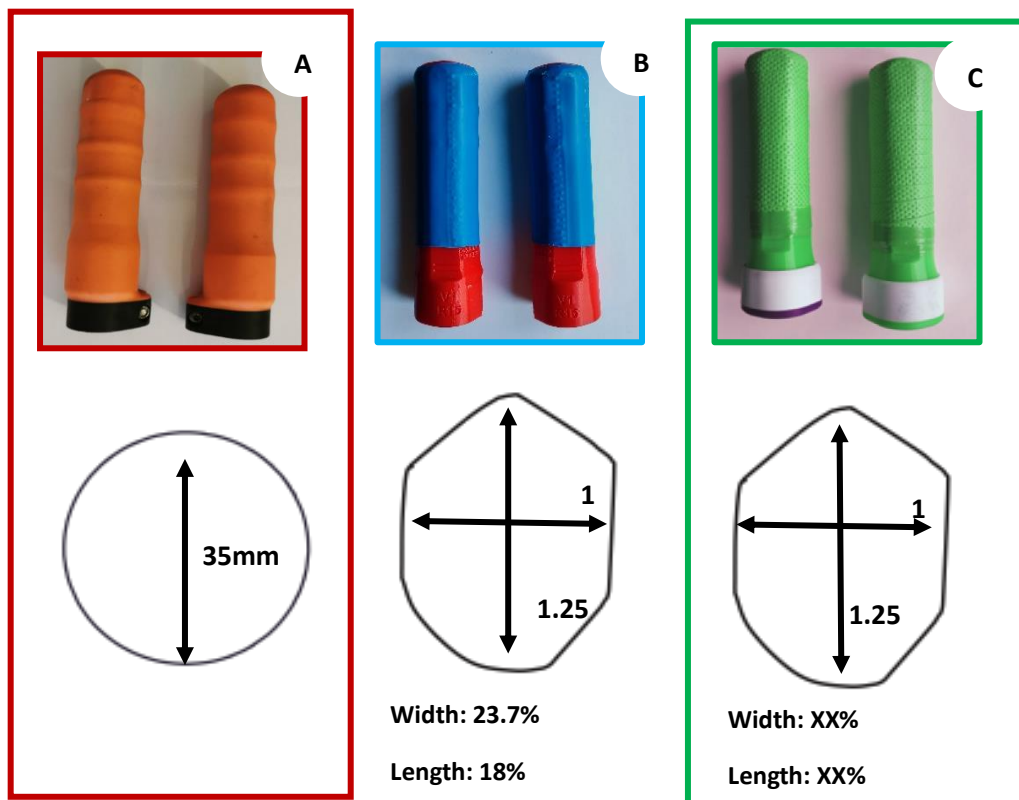 A
B
C
35mm
1
1.25
1
1.25
Width: 23.7%
Length: 18%
Width: XX%
Length: XX%